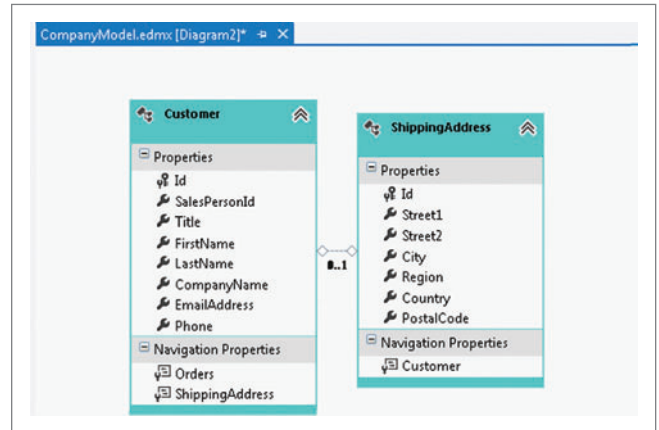 CompanyModel.edmx [Diagram2]*
Customer
Properties
Id
SalesPersonId
Title
FirstName
LastName
CompanyName
EmailAddress
Phone
Navigation Properties
Orders
ShippingAddress
0..1
ShippingAddress
Properties
Id
Street1
Street2
City
Region
Country
PostalCode
Navigation Properties
Customer